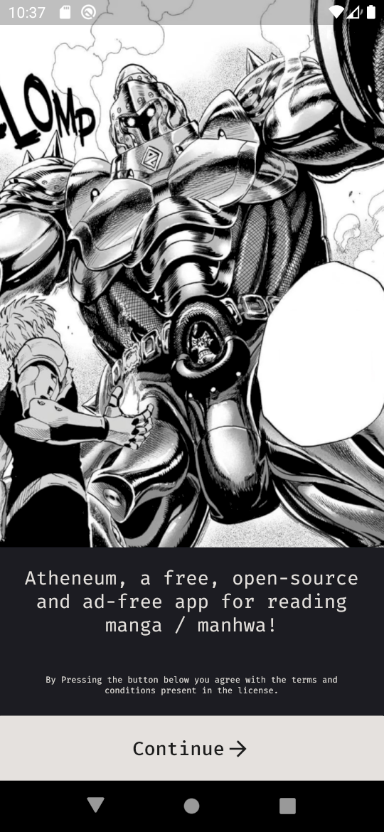 10:37
LOMP
Atheneum, a free, open-source
and ad-free app for reading
manga / manhwa!
By Pressing the button below you agree with the terms and
conditions present in the license.
Continue